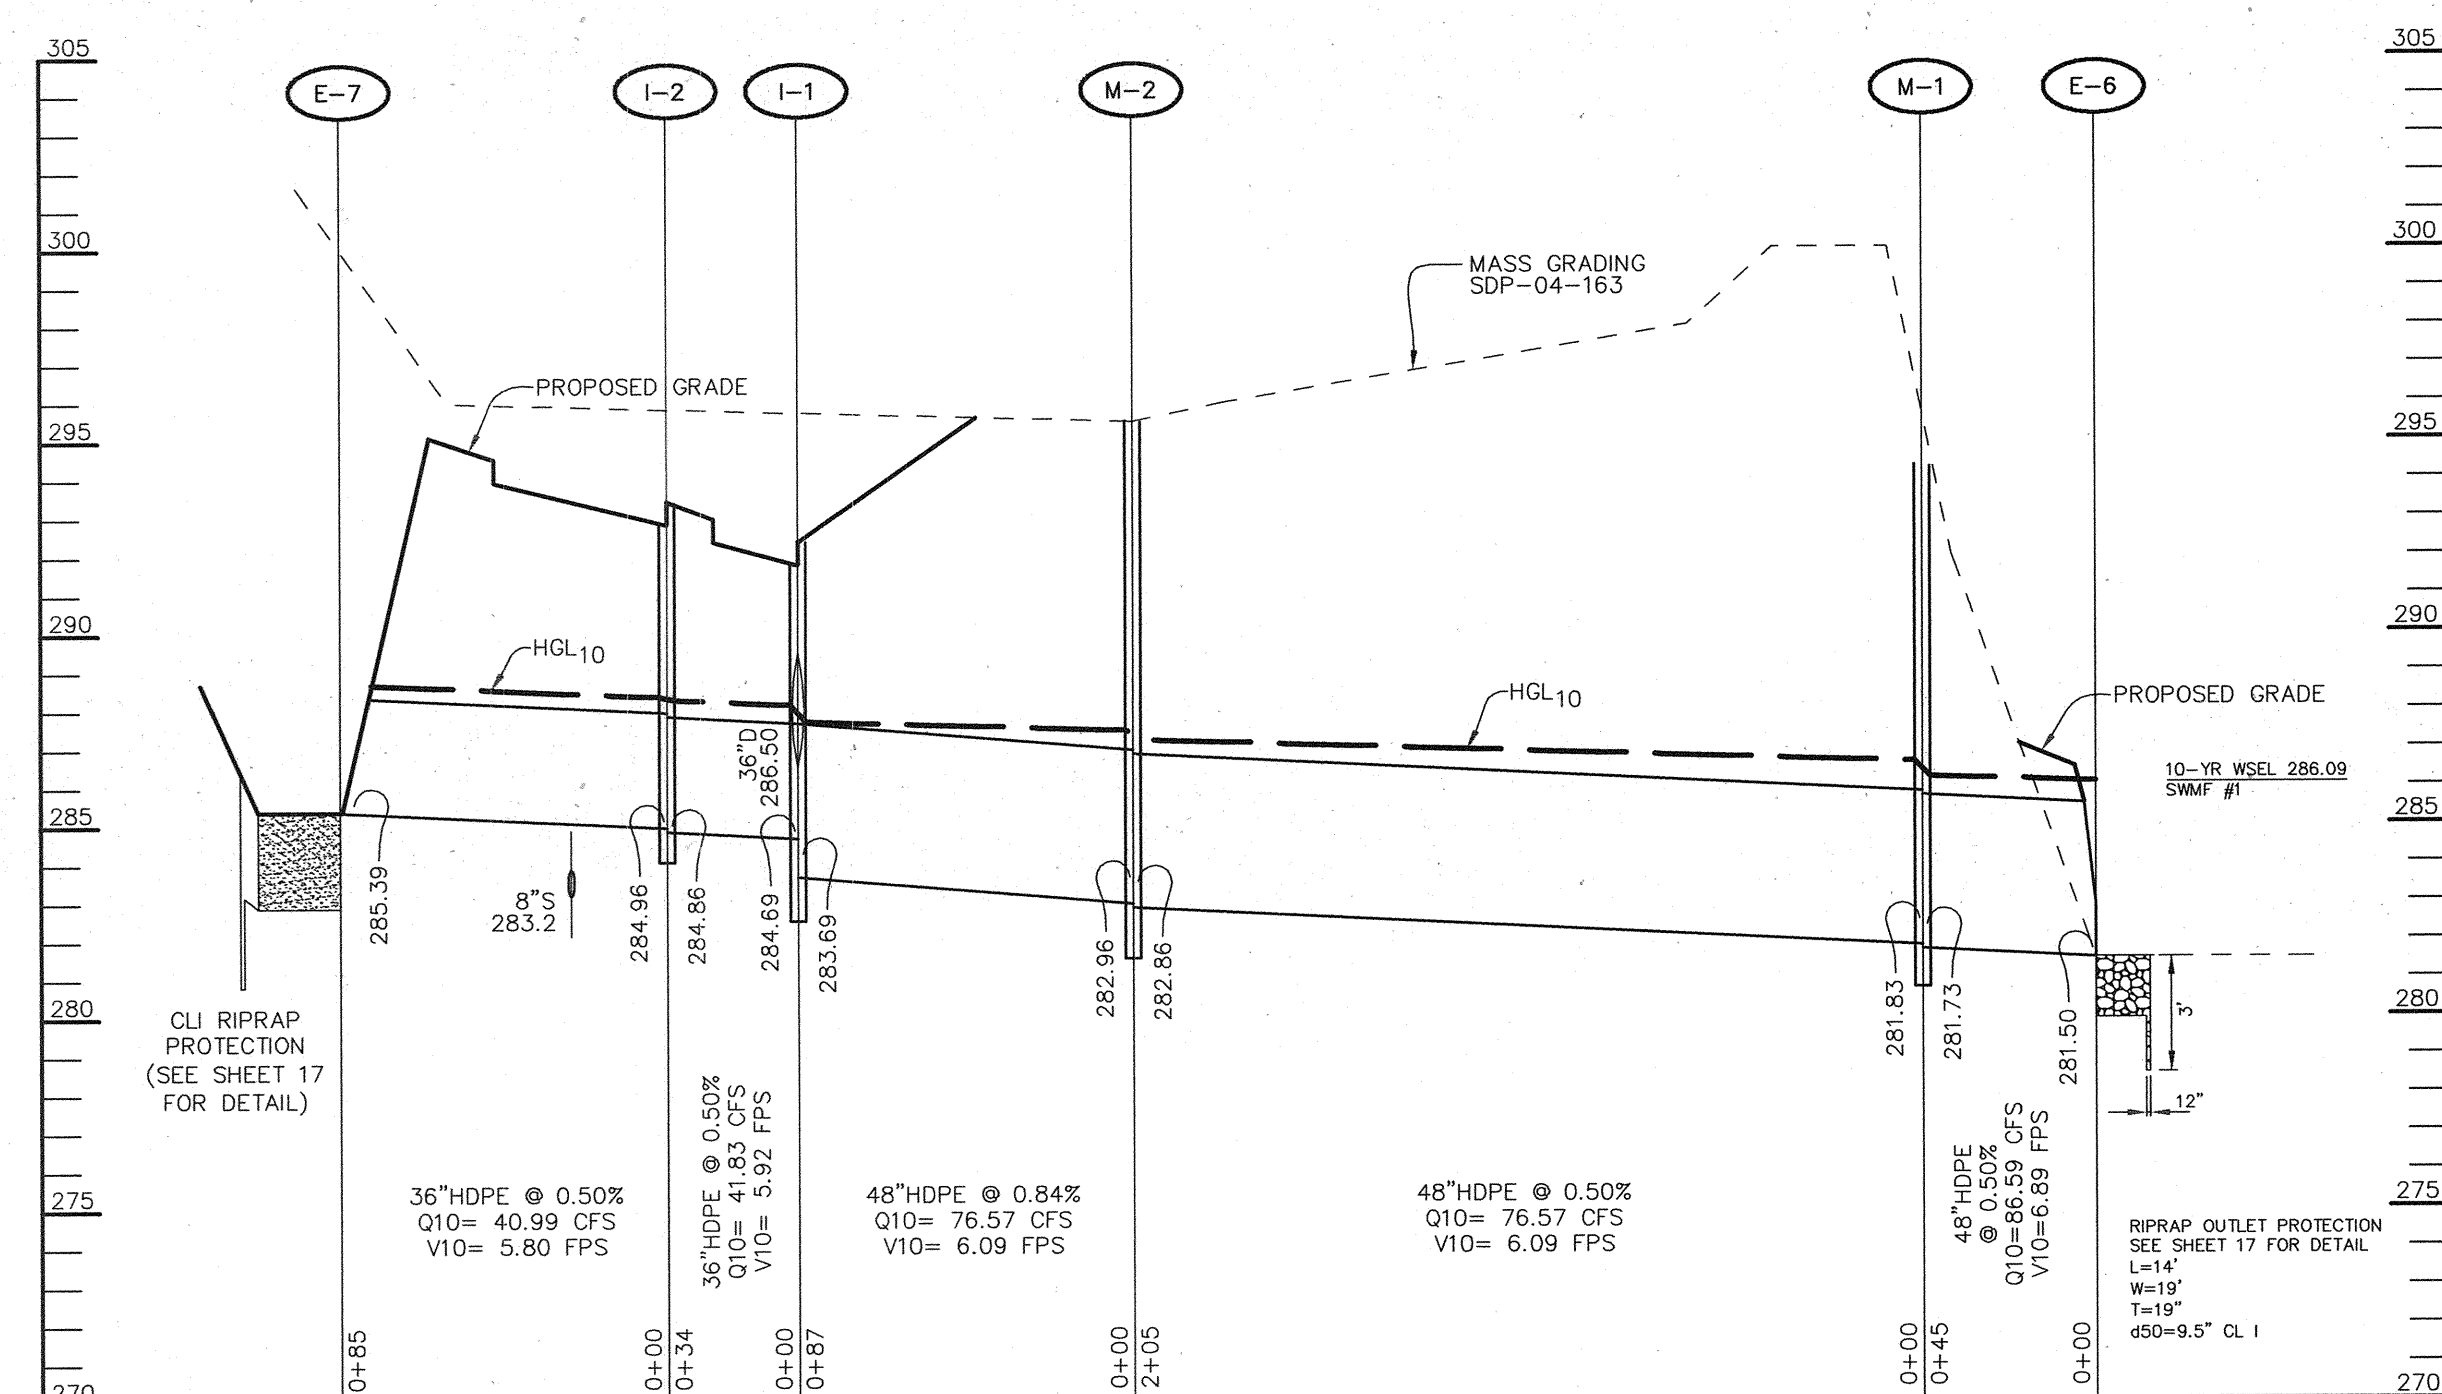 305
305
E-7
I-2
I-1
M-2
M-1
E-6
300
300
MASS GRADING
SDP-04-163
PROPOSED GRADE
295
295
290
290
HGL10
HGL10
PROPOSED GRADE
36"D
286.50
10-YR WSEL 286.09
SWMF #1
285
285
285.39
8"S
283.2
284.96
284.86
284.69
283.69
282.96
282.86
281.83
281.73
281.50
280
280
3'
12"
CLI RIPRAP
PROTECTION
(SEE SHEET 17
FOR DETAIL)
36"HDPE @ 0.50%
Q10= 40.99 CFS
V10= 5.80 FPS
36"HDPE @ 0.50%
Q10= 41.83 CFS
V10= 5.92 FPS
48"HDPE @ 0.84%
Q10= 76.57 CFS
V10= 6.09 FPS
48"HDPE @ 0.50%
Q10= 76.57 CFS
V10= 6.09 FPS
48"HDPE
@ 0.50%
Q10=86.59 CFS
V10=6.89 FPS
275
275
RIPRAP OUTLET PROTECTION
SEE SHEET 17 FOR DETAIL
L=14'
W=19'
T=19"
d50=9.5" CL I
0+85
0+00
0+34
0+00
0+87
0+00
2+05
0+00
0+45
0+00
270
270